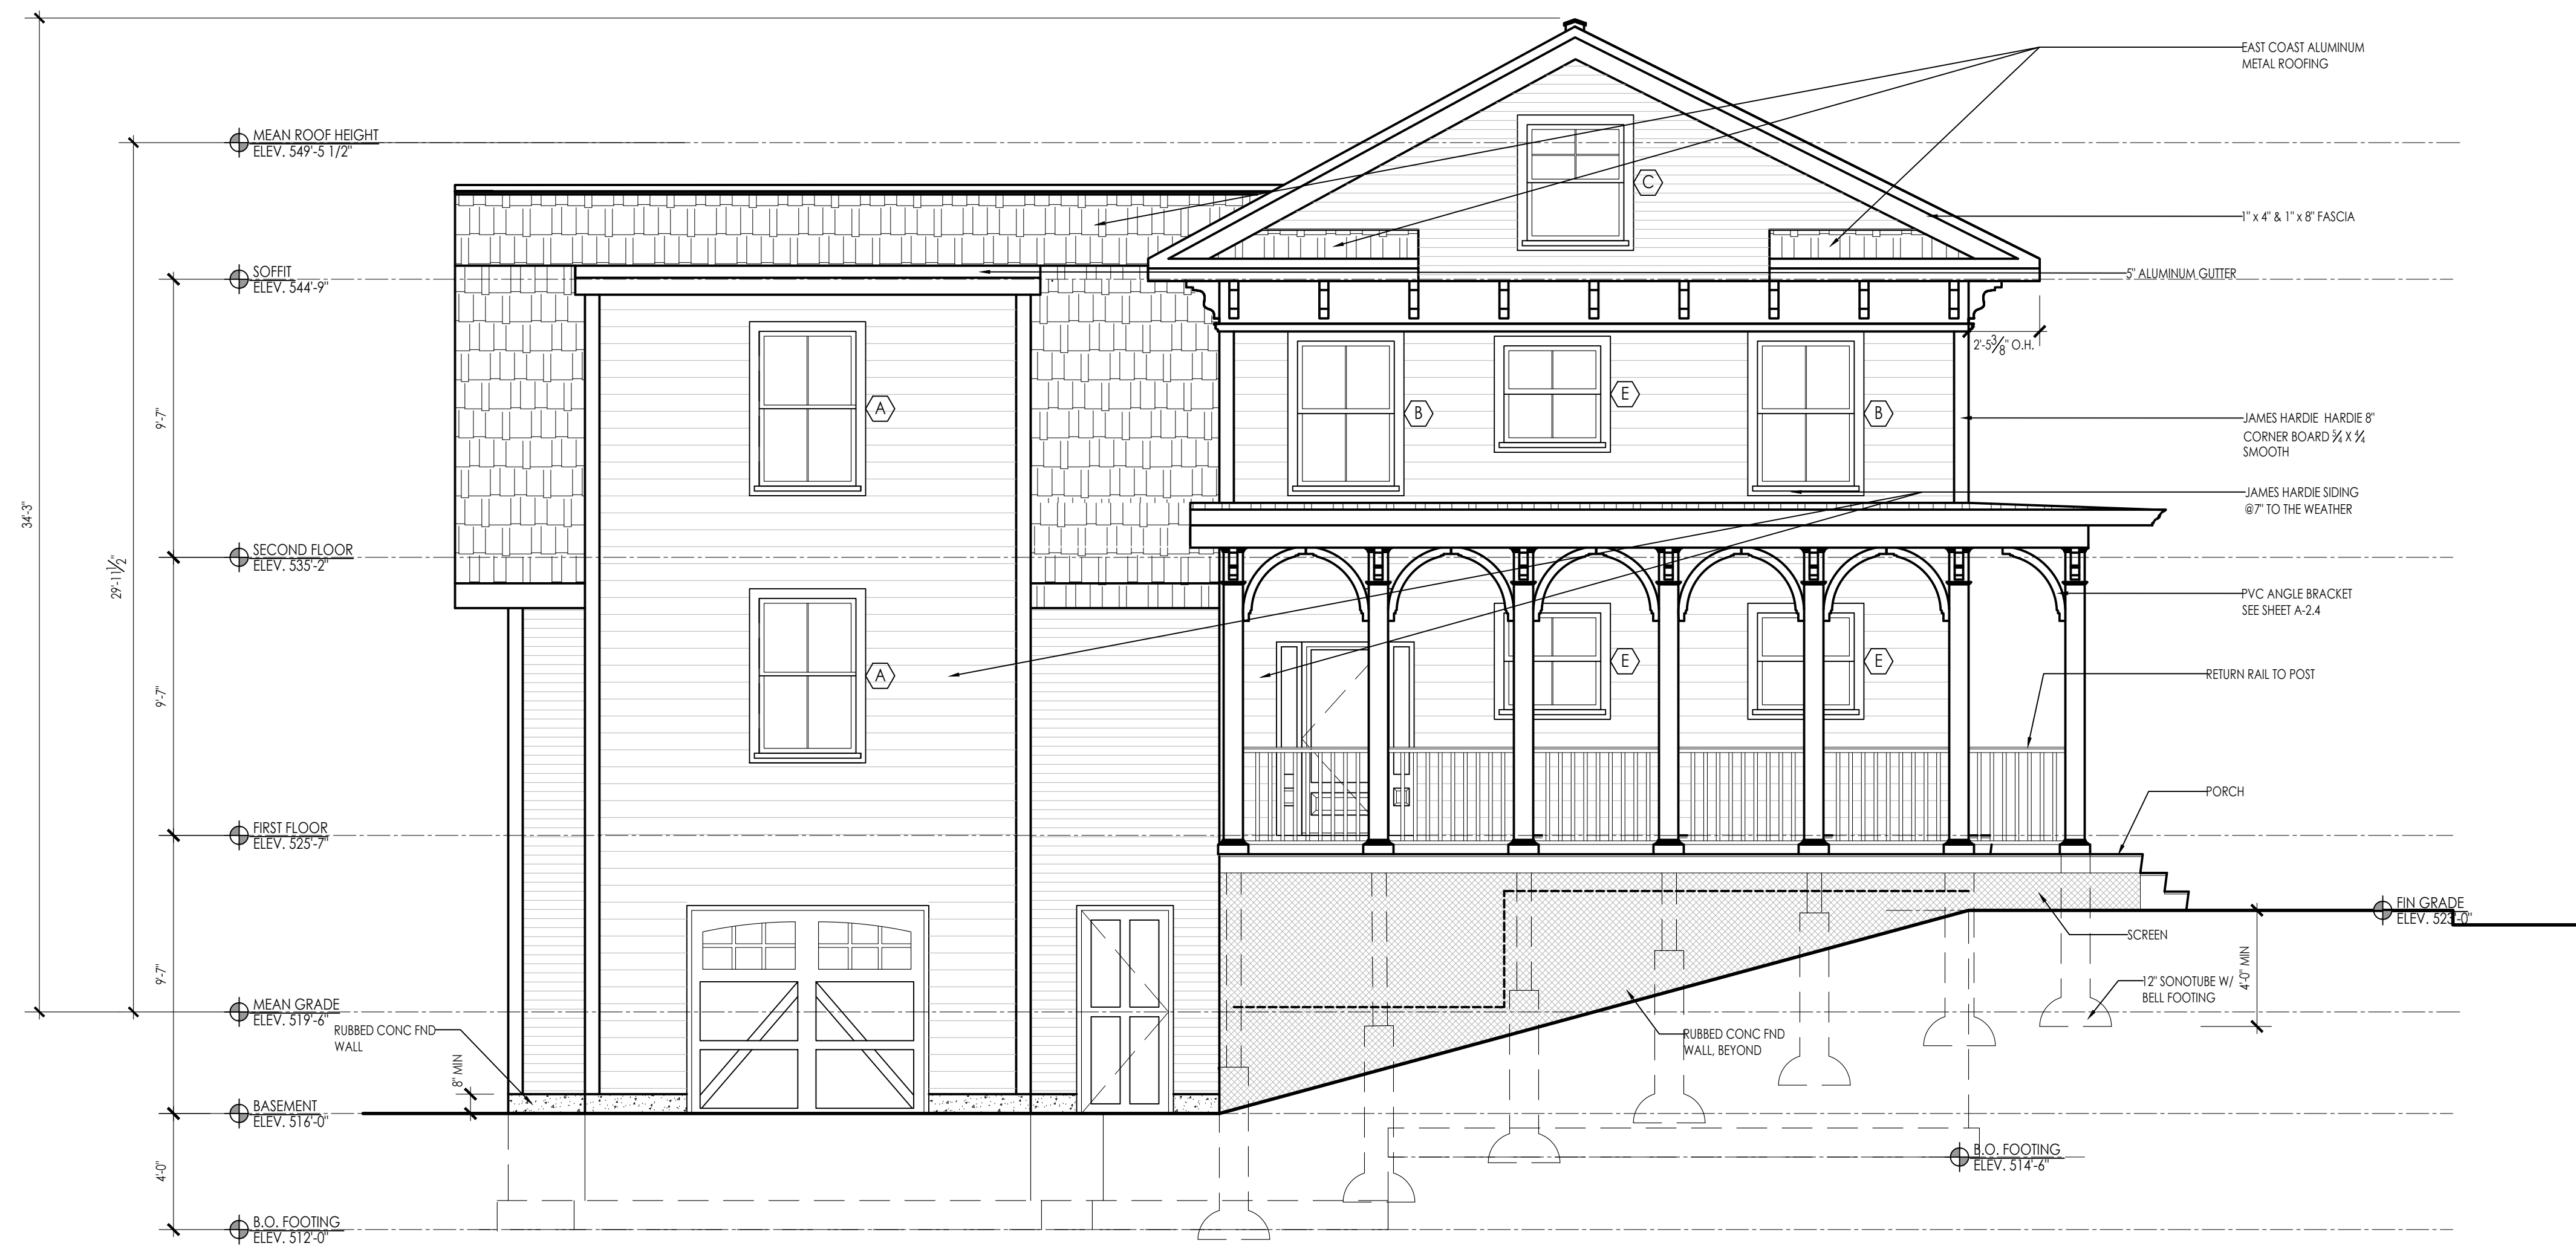 EAST COAST ALUMINUM
METAL ROOFING
MEAN ROOF HEIGHT
ELEV. 549'-5 1/2"
C
1" x 4" & 1" x 8" FASCIA
SOFFIT
ELEV. 544'-9"
5" ALUMINUM GUTTER
2'-5 3/8" O.H.
A
B
E
B
9'-7"
JAMES HARDIE HARDIE 8"
CORNER BOARD 5/4 X 4/4
SMOOTH
JAMES HARDIE SIDING
@7" TO THE WEATHER
34'-3"
29'-11 1/2"
SECOND FLOOR
ELEV. 535'-2"
PVC ANGLE BRACKET
SEE SHEET A-2.4
A
E
E
9'-7"
RETURN RAIL TO POST
PORCH
FIRST FLOOR
ELEV. 525'-7"
FIN GRADE
ELEV. 523'-0"
SCREEN
9'-7"
4'-0" MIN
12" SONOTUBE W/
BELL FOOTING
MEAN GRADE
ELEV. 519'-6"
RUBBED CONC FND
WALL
RUBBED CONC FND
WALL, BEYOND
8" MIN
BASEMENT
ELEV. 516'-0"
B.O. FOOTING
ELEV. 514'-6"
4'-0"
B.O. FOOTING
ELEV. 512'-0"